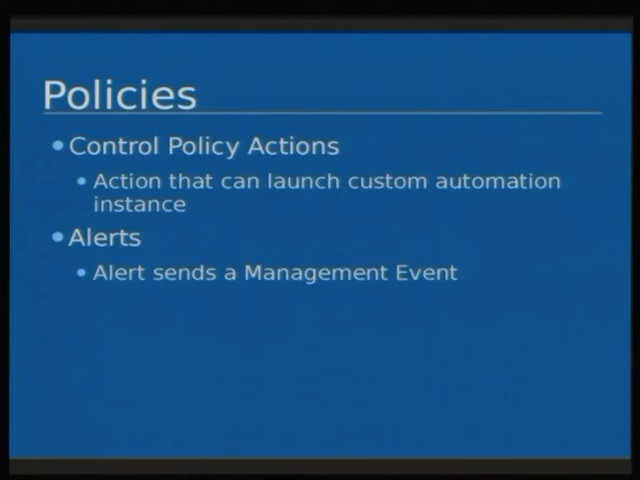 Policies
Control Policy Actions
Action that can launch custom automation
instance
Alerts
Alert sends a Management Event